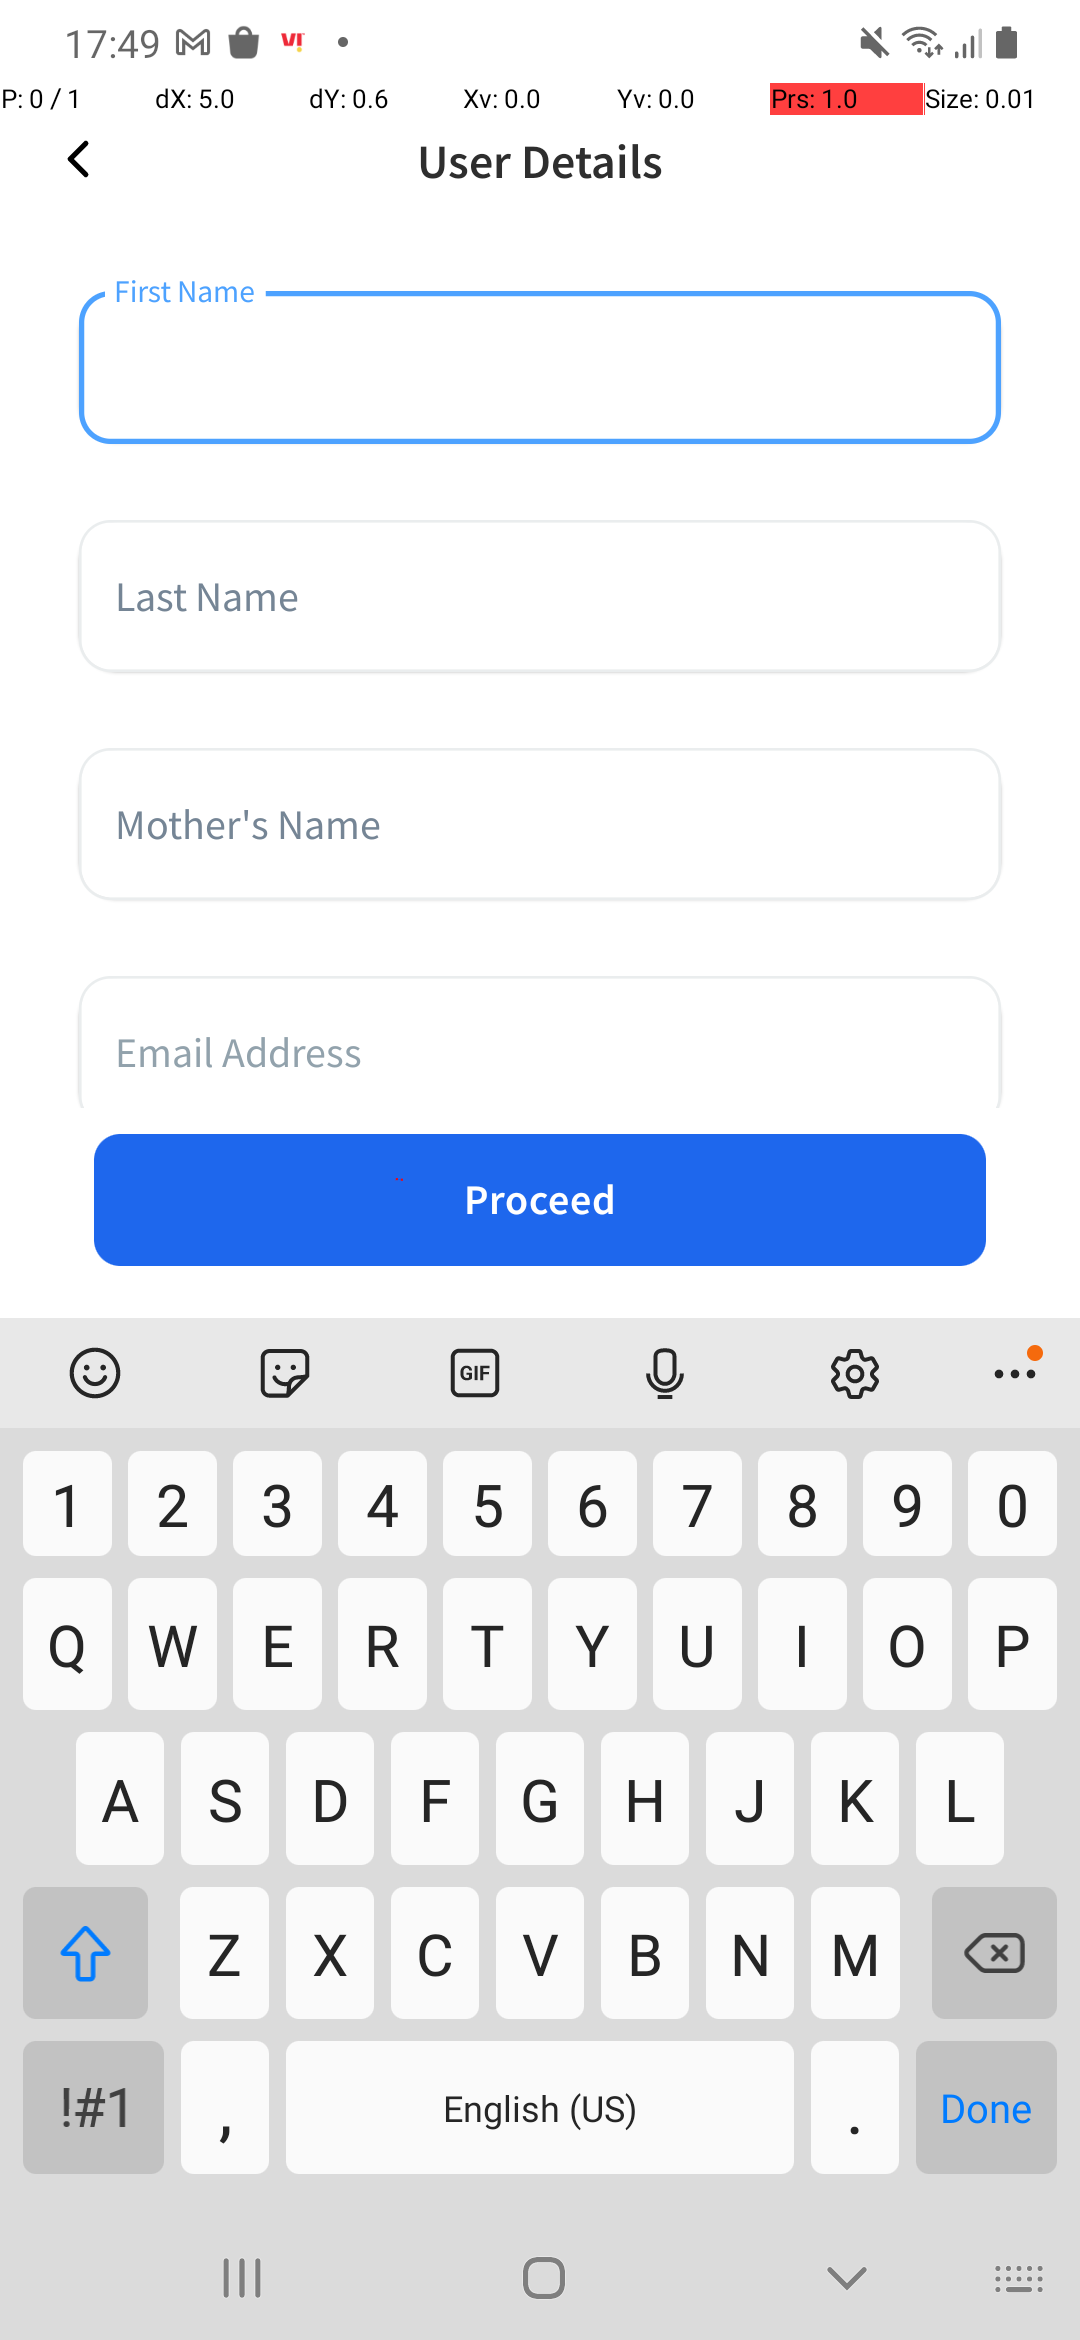 17:49
P: 0 / 1 dX: 5.0 dY: 0.6 Xv: 0.0 Yv: 0.0 Prs: 1.0 Size: 0.01
User Details
First Name
Last Name
Mother's Name
Email Address
Proceed
GIF
1 2 3 4 5 6 7 8 9 0
Q W E R T Y U I O P
A S D F G H J K L
Z X C V B N M
!#1 , English (US) . Done